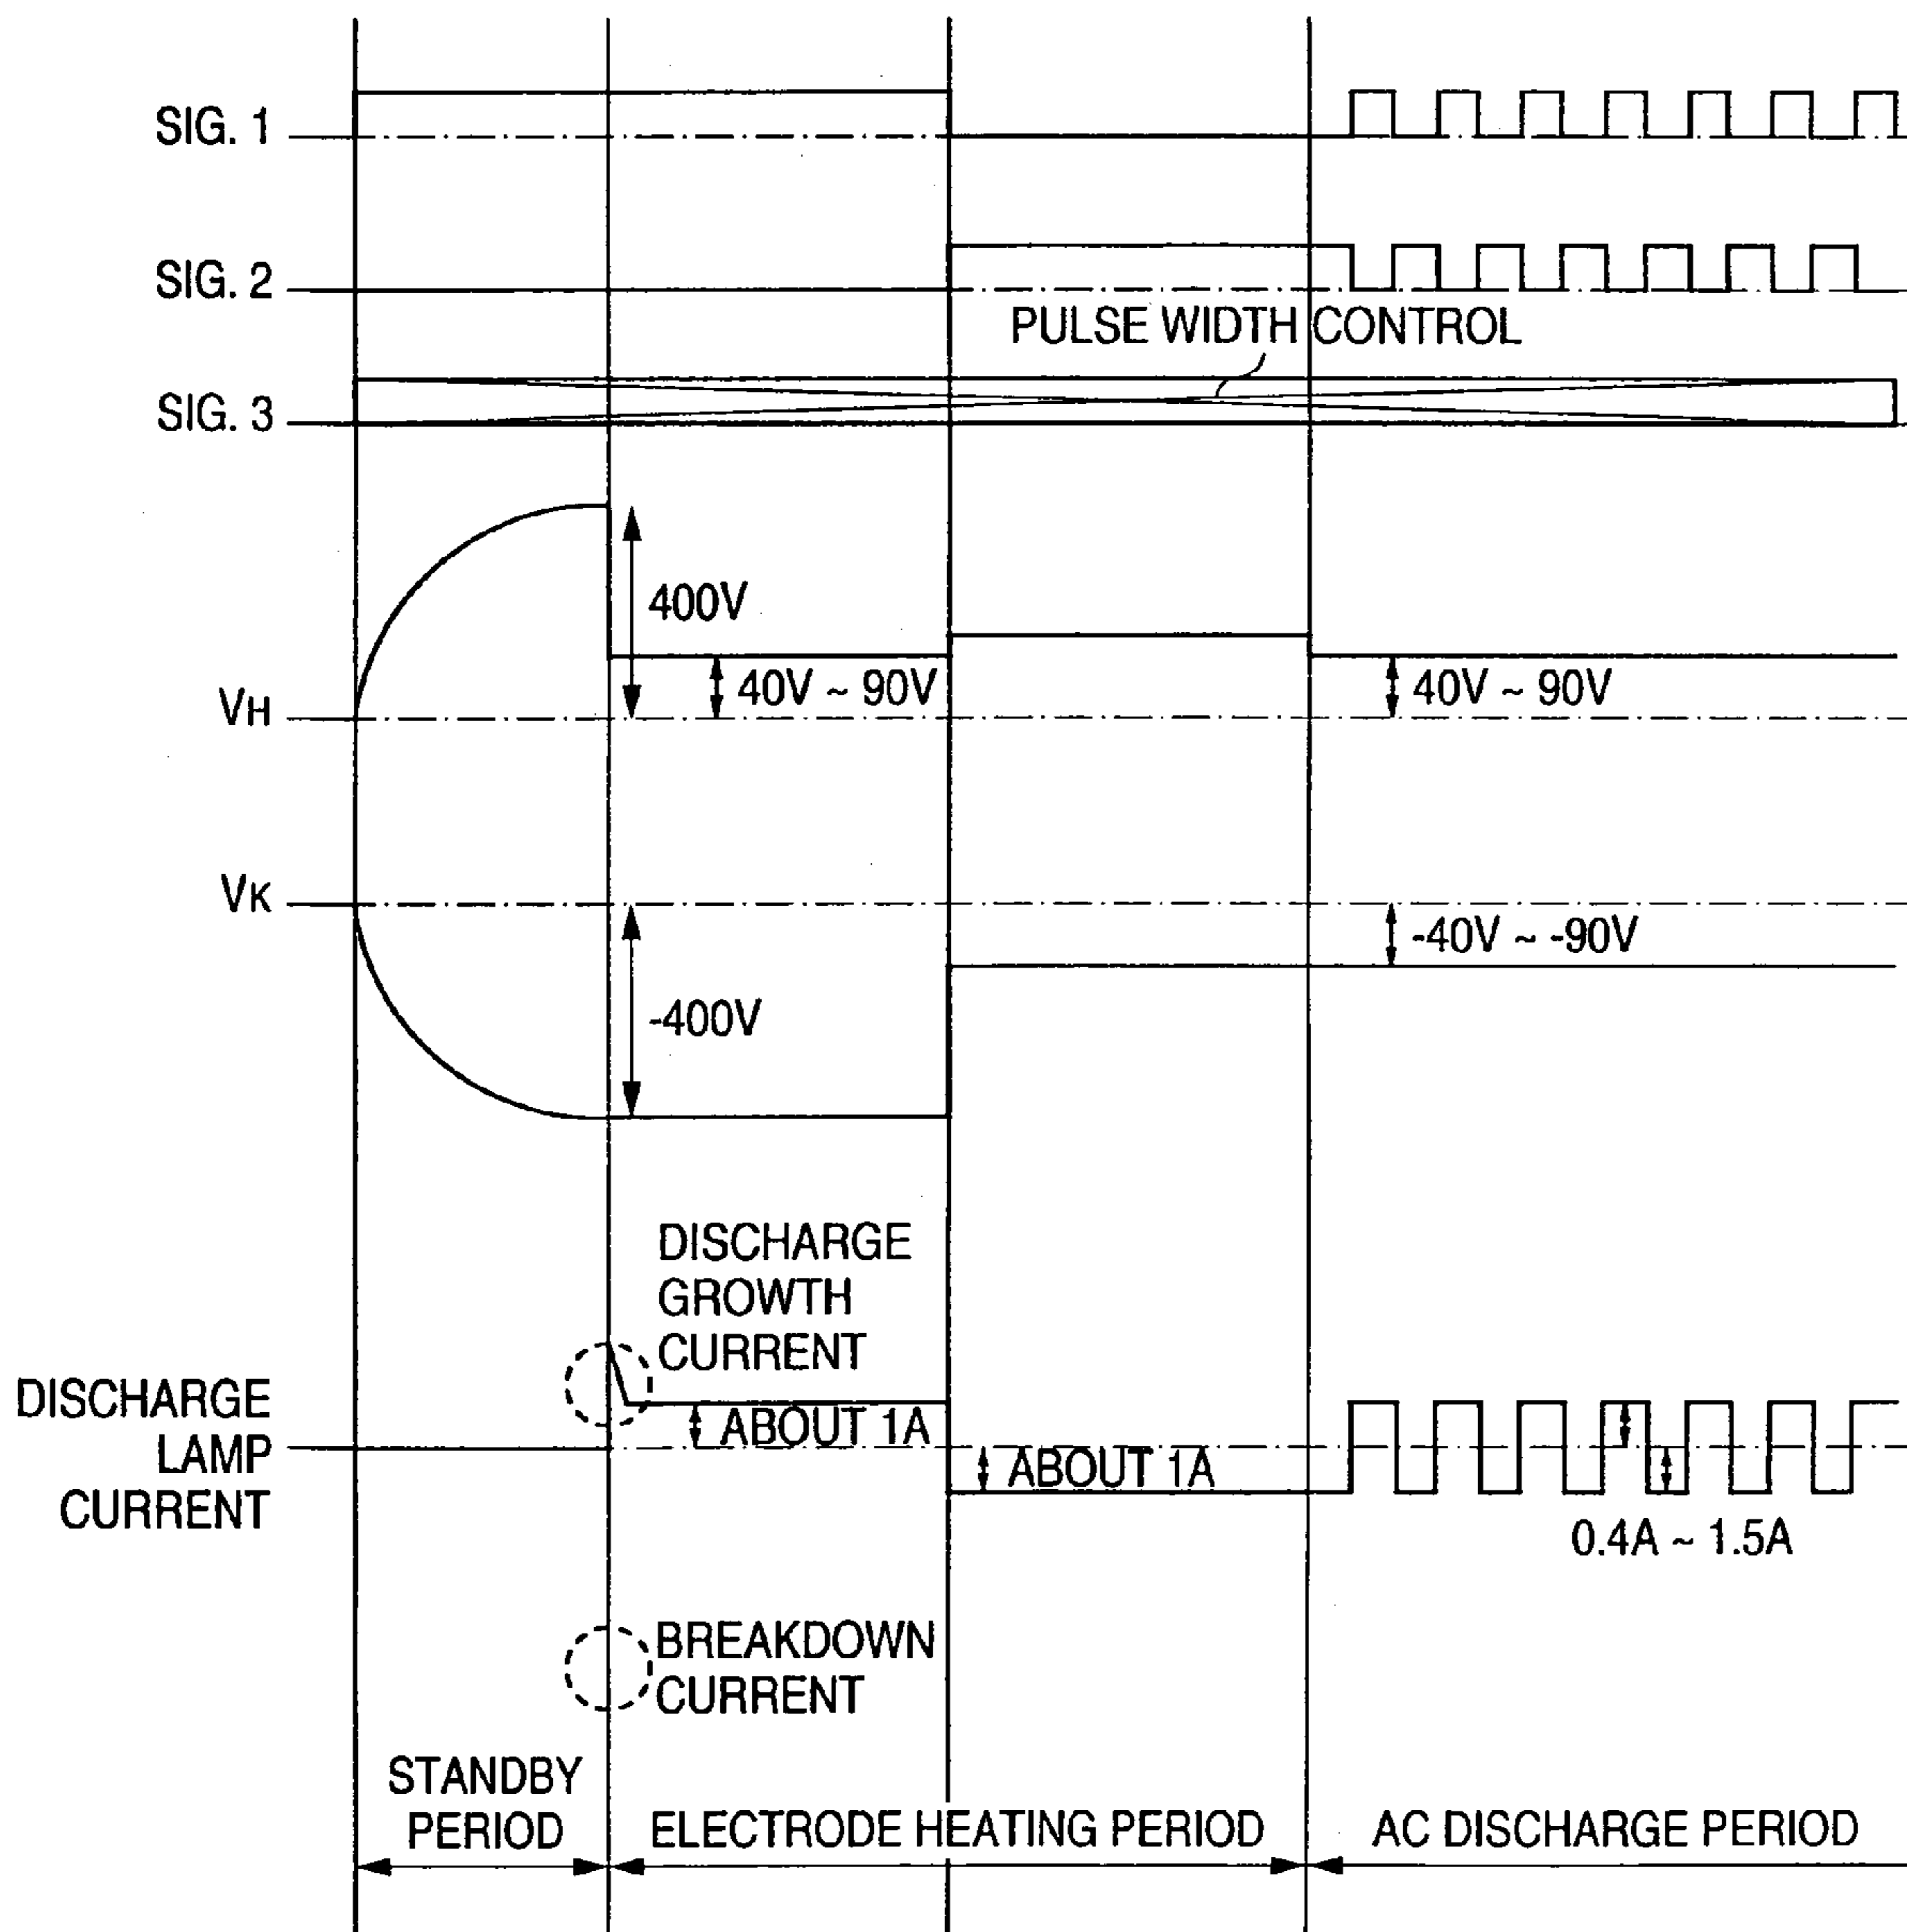 SIG. 1
SIG. 2
PULSE WIDTH CONTROL
SIG. 3
400V
40V ~ 90V
40V ~ 90V
VH
VK
-40V ~ -90V
-400V
DISCHARGE
GROWTH
CURRENT
DISCHARGE
LAMP
CURRENT
ABOUT 1A
ABOUT 1A
0.4A ~ 1.5A
BREAKDOWN
CURRENT
STANDBY
PERIOD
ELECTRODE HEATING PERIOD
AC DISCHARGE PERIOD